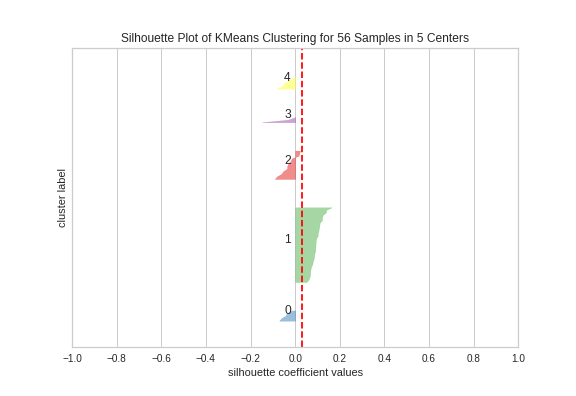 Silhouette Plot of KMeans Clustering for 56 Samples in 5 Centers
4
3
2
1
0
cluster label
−1.0 −0.8 −0.6 −0.4 −0.2 0.0 0.2 0.4 0.6 0.8 1.0
silhouette coefficient values